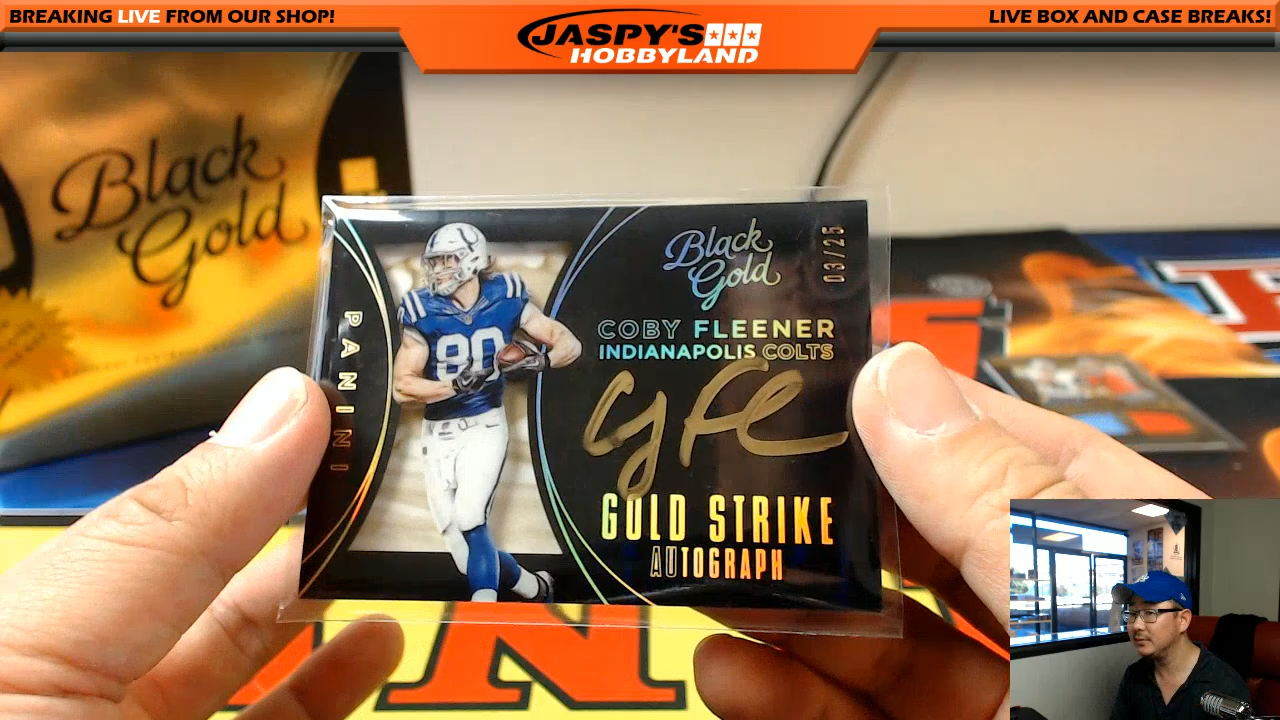 BREAKING LIVE FROM OUR SHOP!
JASPY'S
HOBBYLAND
LIVE BOX AND CASE BREAKS!
Black
Gold
PANINI
Black
Gold
03/25
COBY FLEENER
INDIANAPOLIS COLTS
80
GOLD STRIKE
AUTOGRAPH